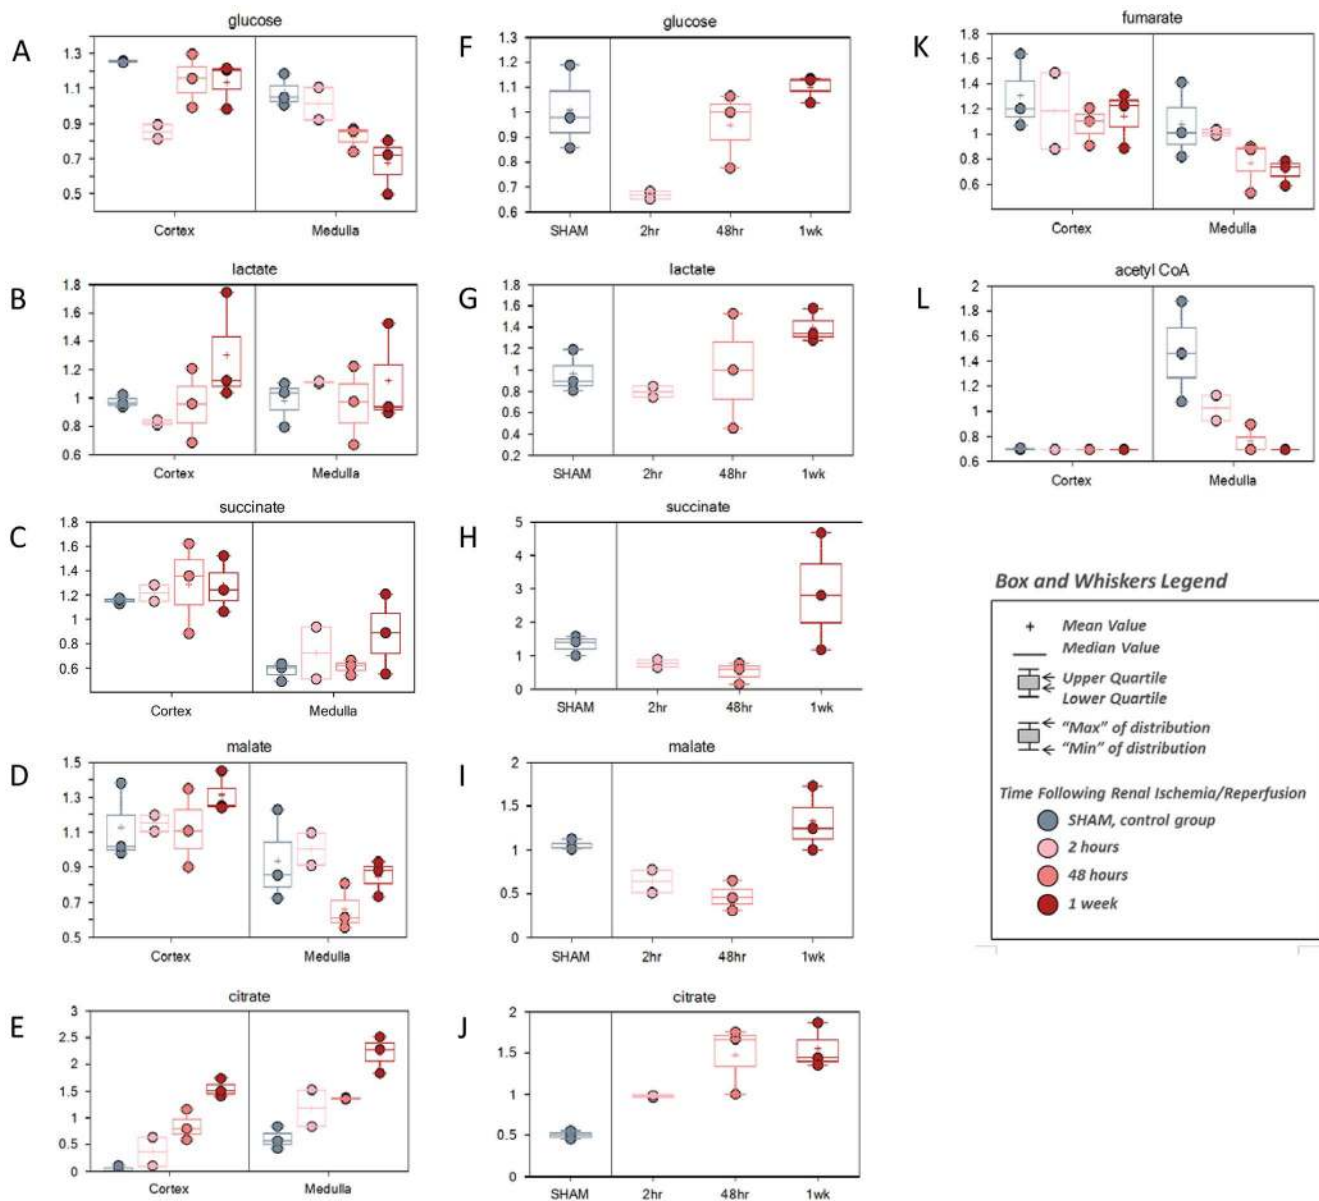 A
glucose
1.3
1.1
0.9
0.7
0.5
Cortex
Medulla
B
lactate
1.8
1.6
1.4
1.2
1
0.8
0.6
Cortex
Medulla
C
succinate
1.8
1.6
1.4
1.2
1
0.8
0.6
Cortex
Medulla
D
malate
1.5
1.3
1.1
0.9
0.7
0.5
Cortex
Medulla
E
citrate
3
2.5
2
1.5
1
0.5
0
Cortex
Medulla
F
glucose
1.3
1.2
1.1
1
0.9
0.8
0.7
0.6
SHAM
2hr
48hr
1wk
G
lactate
1.8
1.6
1.4
1.2
1
0.8
0.6
0.4
0.2
SHAM
2hr
48hr
1wk
H
succinate
5
4
3
2
1
0
SHAM
2hr
48hr
1wk
I
malate
2
1.5
1
0.5
0
SHAM
2hr
48hr
1wk
J
citrate
2
1.5
1
0.5
0
SHAM
2hr
48hr
1wk
K
fumarate
1.8
1.6
1.4
1.2
1
0.8
0.6
Cortex
Medulla
L
acetyl CoA
2
1.8
1.6
1.4
1.2
1
0.8
0.6
Cortex
Medulla
Box and Whiskers Legend
+ Mean Value
Median Value
Upper Quartile
Lower Quartile
"Max" of distribution
"Min" of distribution
Time Following Renal Ischemia/Reperfusion
SHAM, control group
2 hours
48 hours
1 week